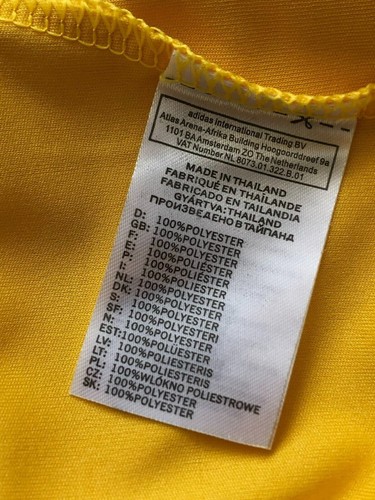 adidas International Trading BV
Atlas Arena-Afrika Building Hoogoorddreef 9a
1101 BA Amsterdam ZO The Netherlands
VAT Number NL 8073.01.322.B.01
MADE IN THAILAND
FABRIQUÉ EN THAÏLANDE
FABRICADO EN TAILANDIA
GYÁRTVA: THAILAND
ПРОИЗВЕДЕНО В ТАЙЛАНД
D: 100%POLYESTER
GB: 100%POLYESTER
F: 100%POLYESTER
E: 100%POLIÉSTER
P: 100%POLIÉSTER
I: 100%POLIESTERE
NL: 100%POLYESTER
DK: 100%POLYESTER
S: 100%POLYESTER
SF: 100%POLYESTERI
N: 100%POLYESTER
EST: 100%POLÜESTER
LV: 100%POLIESTERIS
LT: 100%POLIESTERIS
PL: 100%WŁÓKNO POLIESTROWE
CZ: 100%POLYESTER
SK: 100%POLYESTER